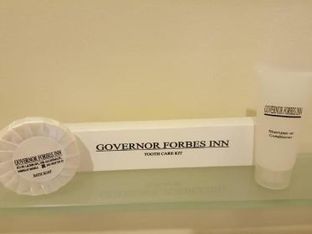 GOVERNOR FORBES INN
BATH SOAP
GOVERNOR FORBES INN
TOOTH CARE KIT
GOVERNOR FORBES INN
Shampoo w/
Conditioner